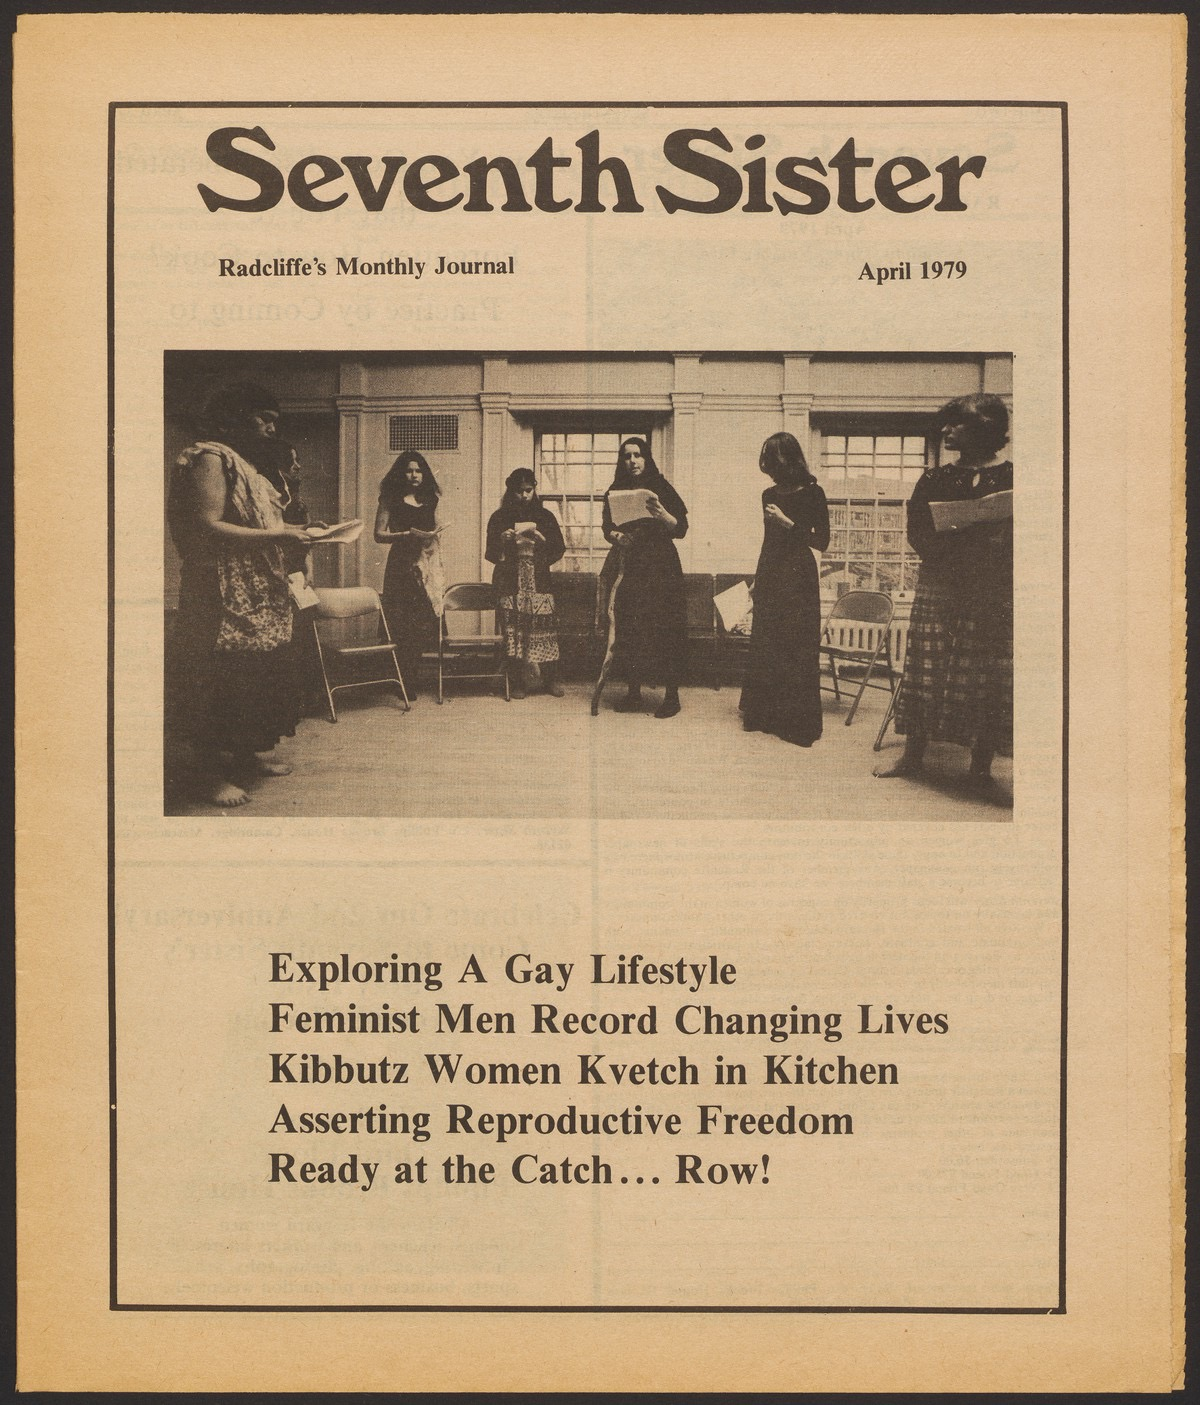 Seventh Sister
Radcliffe's Monthly Journal
April 1979
Exploring A Gay Lifestyle
Feminist Men Record Changing Lives
Kibbutz Women Kvetch in Kitchen
Asserting Reproductive Freedom
Ready at the Catch... Row!